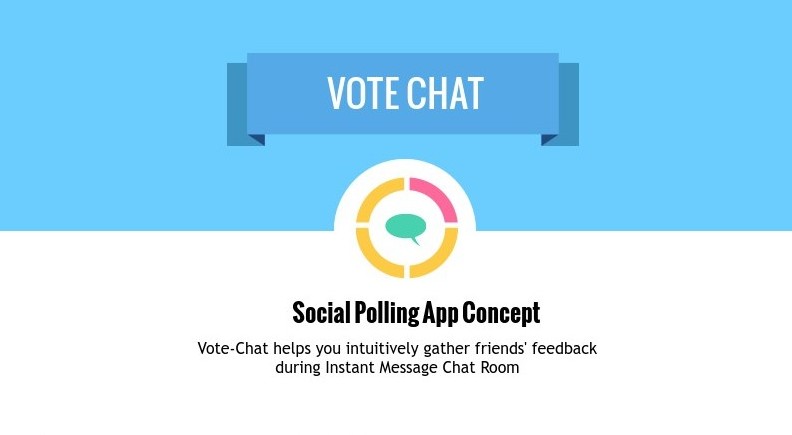 VOTE CHAT
Social Polling App Concept
Vote-Chat helps you intuitively gather friends' feedback
during Instant Message Chat Room